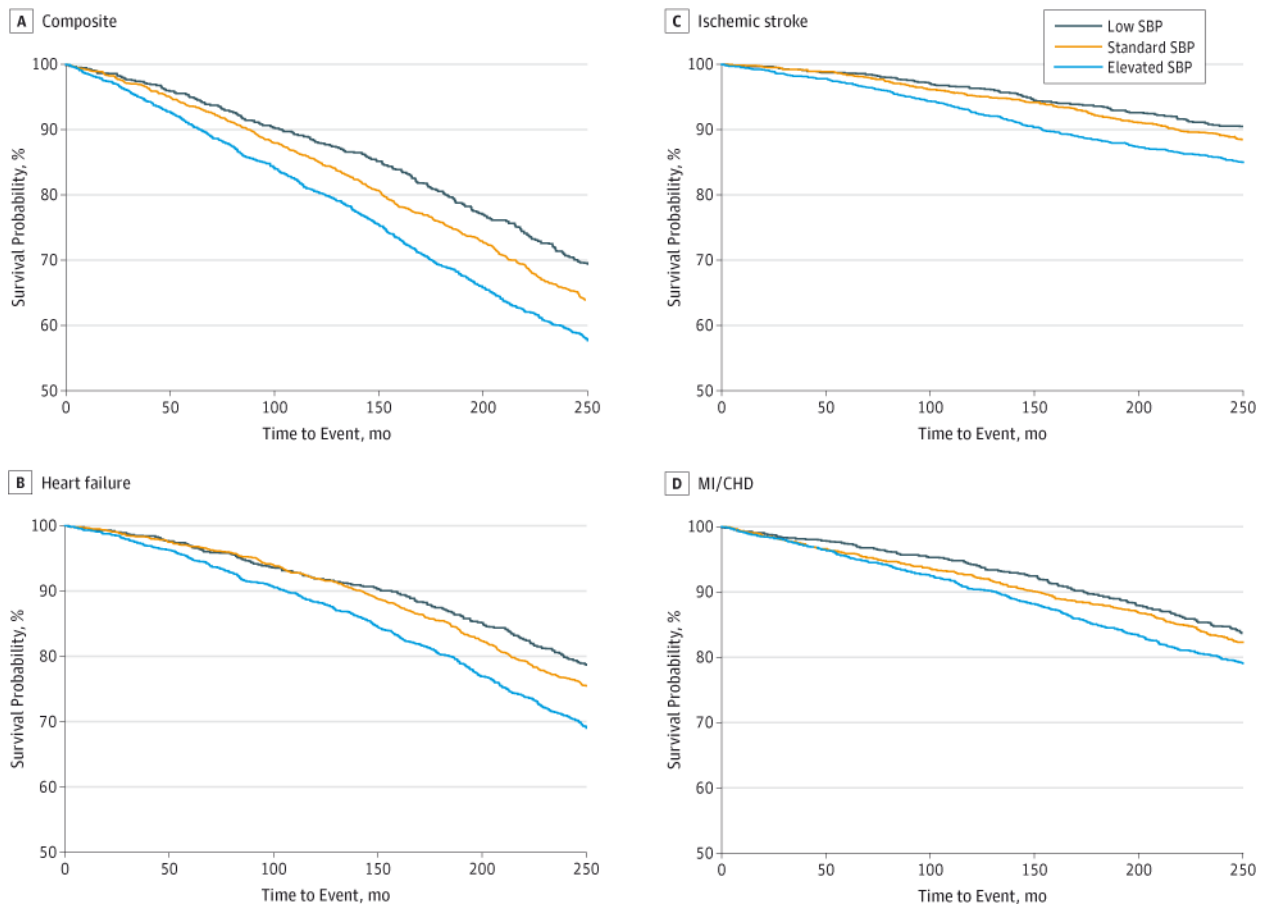 A Composite
100
90
80
70
60
50
Survival Probability, %
0 50 100 150 200 250
Time to Event, mo
C Ischemic stroke
Low SBP
Standard SBP
Elevated SBP
100
90
80
70
60
50
Survival Probability, %
0 50 100 150 200 250
Time to Event, mo
B Heart failure
100
90
80
70
60
50
Survival Probability, %
0 50 100 150 200 250
Time to Event, mo
D MI/CHD
100
90
80
70
60
50
Survival Probability, %
0 50 100 150 200 250
Time to Event, mo